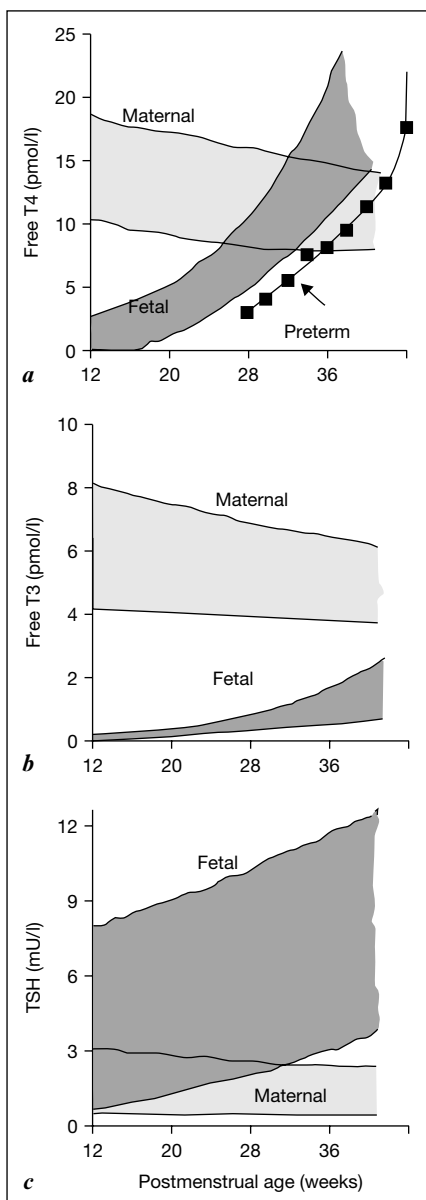 25
20
15
10
5
0
Free T4 (pmol/l)
Maternal
Fetal
Preterm
12 20 28 36
a
10
8
6
4
2
0
Free T3 (pmol/l)
Maternal
Fetal
12 20 28 36
b
12
9
6
3
0
TSH (mU/l)
Fetal
Maternal
12 20 28 36
c
Postmenstrual age (weeks)